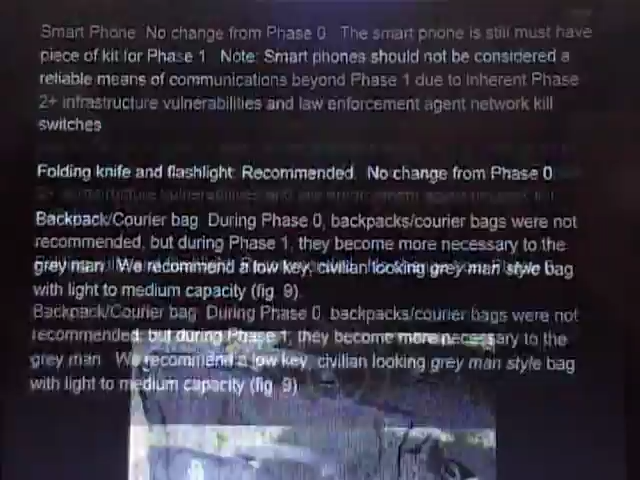 Smart Phone: No change from Phase 0. The smart phone is still must have
piece of kit for Phase 1. Note: Smart phones should not be considered a
reliable means of communications beyond Phase 1 due to inherent Phase
2+ infrastructure vulnerabilities and law enforcement agent network kill
switches
Folding knife and flashlight: Recommended. No change from Phase 0.
Backpack/Courier bag: During Phase 0, backpacks/courier bags were not
recommended, but during Phase 1, they become more necessary to the
grey man. We recommend a low key, civilian looking grey man style bag
with light to medium capacity (fig. 9).
Backpack/Courier bag: During Phase 0, backpacks/courier bags were not
recommended, but during Phase 1, they become more necessary to the
grey man. We recommend a low key, civilian looking grey man style bag
with light to medium capacity (fig. 9)